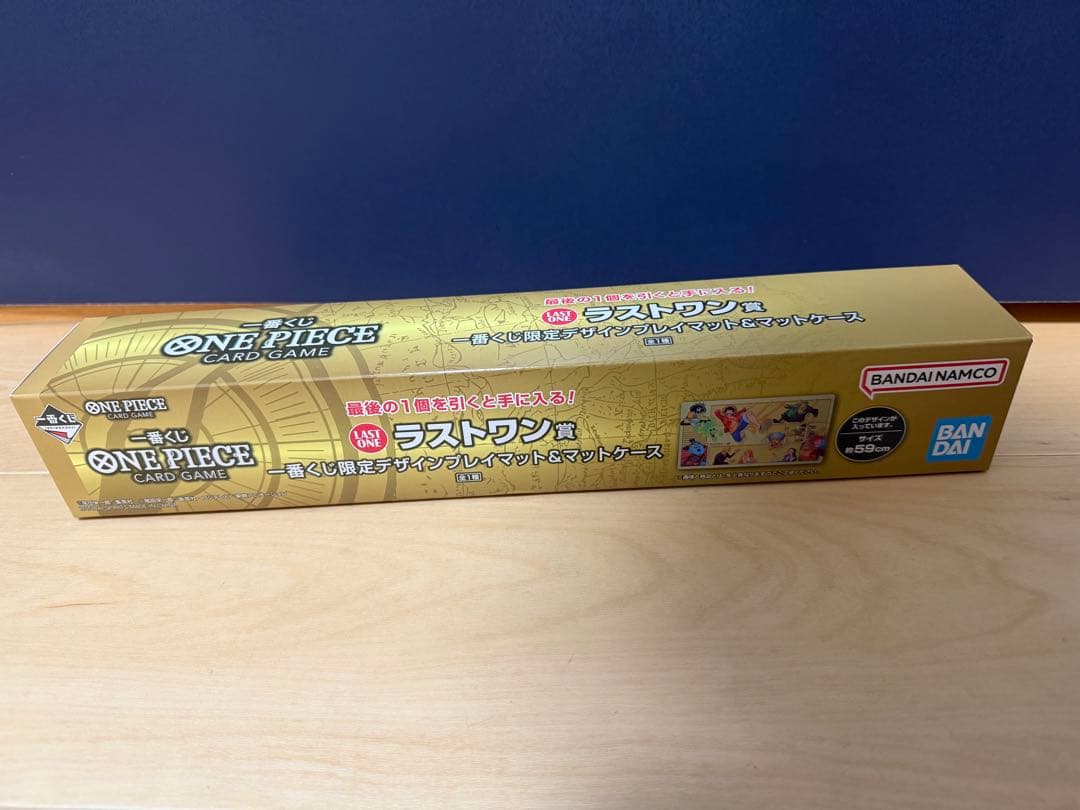 最後の1個を引くと手に入る!
一番くじ
ONE PIECE
CARD GAME
LAST ONE
ラストワン賞
一番くじ限定デザインプレイマット&マットケース
全1種
BANDAI NAMCO
一番くじ
ONE PIECE
CARD GAME
最後の1個を引くと手に入る!
一番くじ
ONE PIECE
CARD GAME
LAST ONE
ラストワン賞
一番くじ限定デザインプレイマット&マットケース
全1種
このデザインが
入っています。
サイズ
約59cm
BAN
DAI